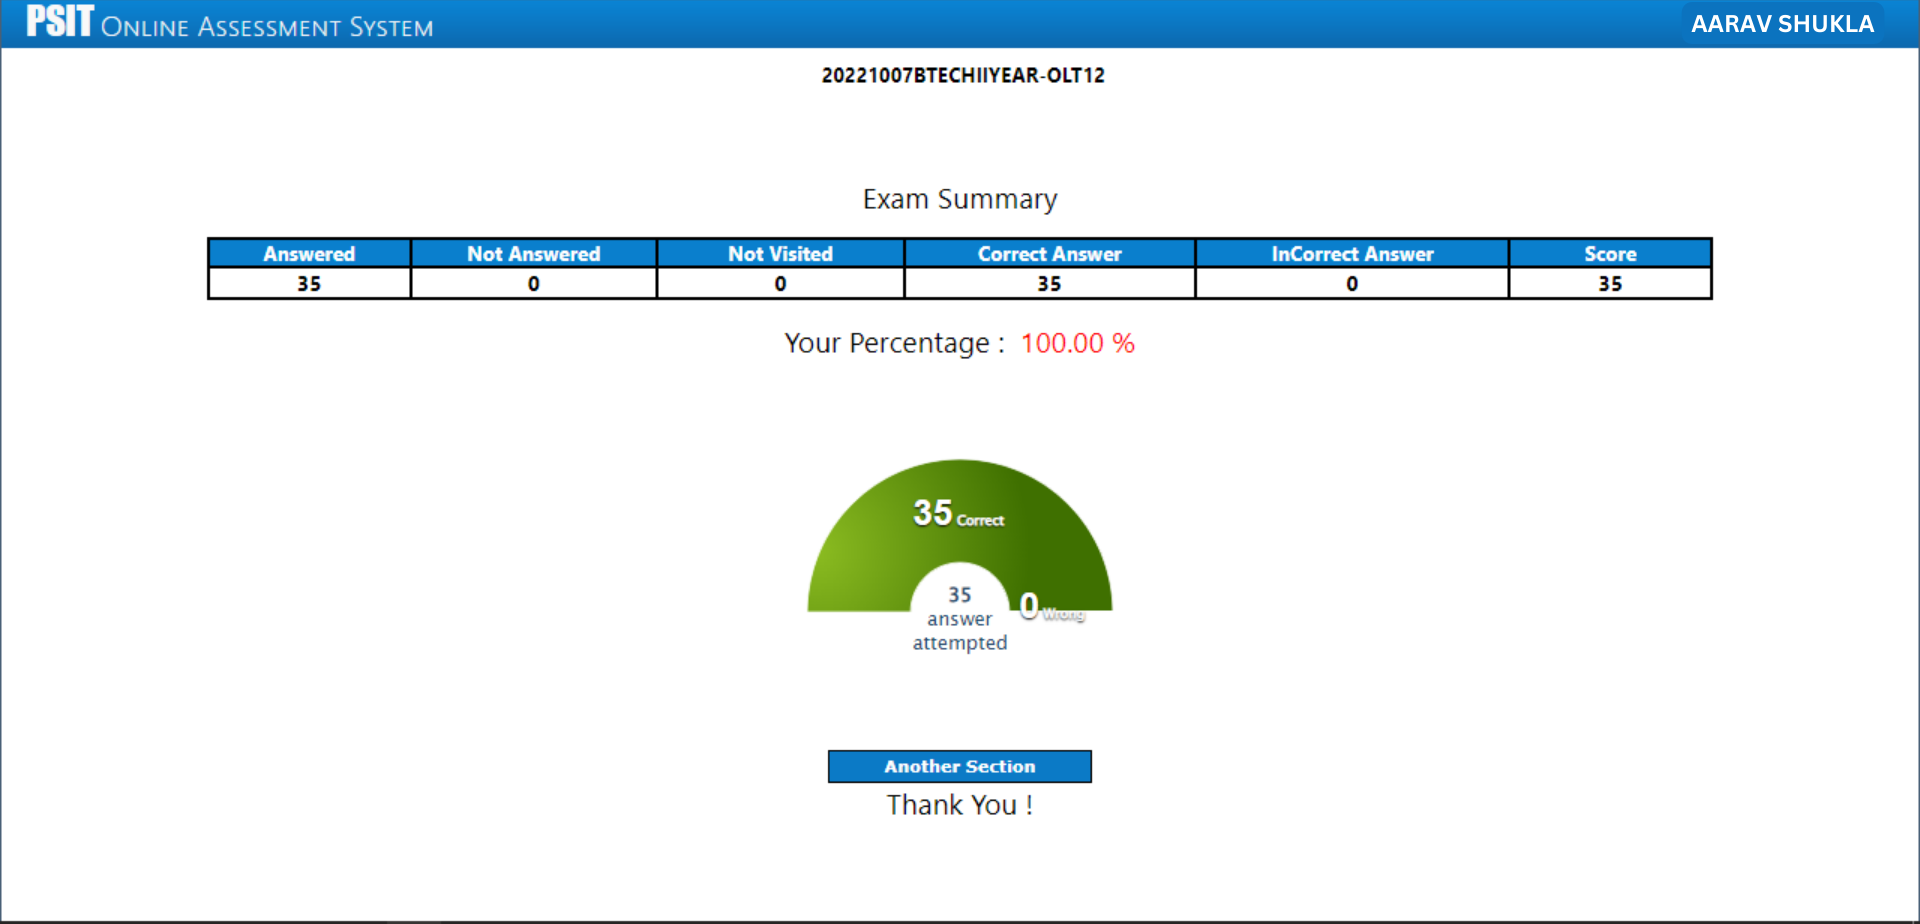 PSIT ONLINE ASSESSMENT SYSTEM
AARAV SHUKLA
20221007BTECHIIYEAR-OLT12
Exam Summary
Answered Not Answered Not Visited Correct Answer InCorrect Answer Score
35 0 0 35 0 35
Your Percentage : 100.00 %
35 Correct
35
answer
attempted
0 Wrong
Another Section
Thank You !